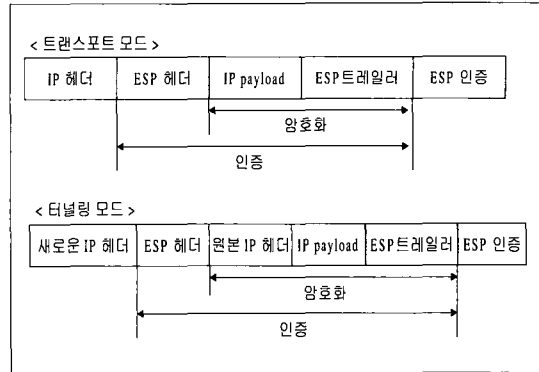 < 트랜스포트 모드 >
IP 헤더 ESP 헤더 IP payload ESP트레일러 ESP 인증
암호화
인증
< 터널링 모드 >
새로운 IP 헤더 ESP 헤더 원본 IP 헤더 IP payload ESP트레일러 ESP 인증
암호화
인증